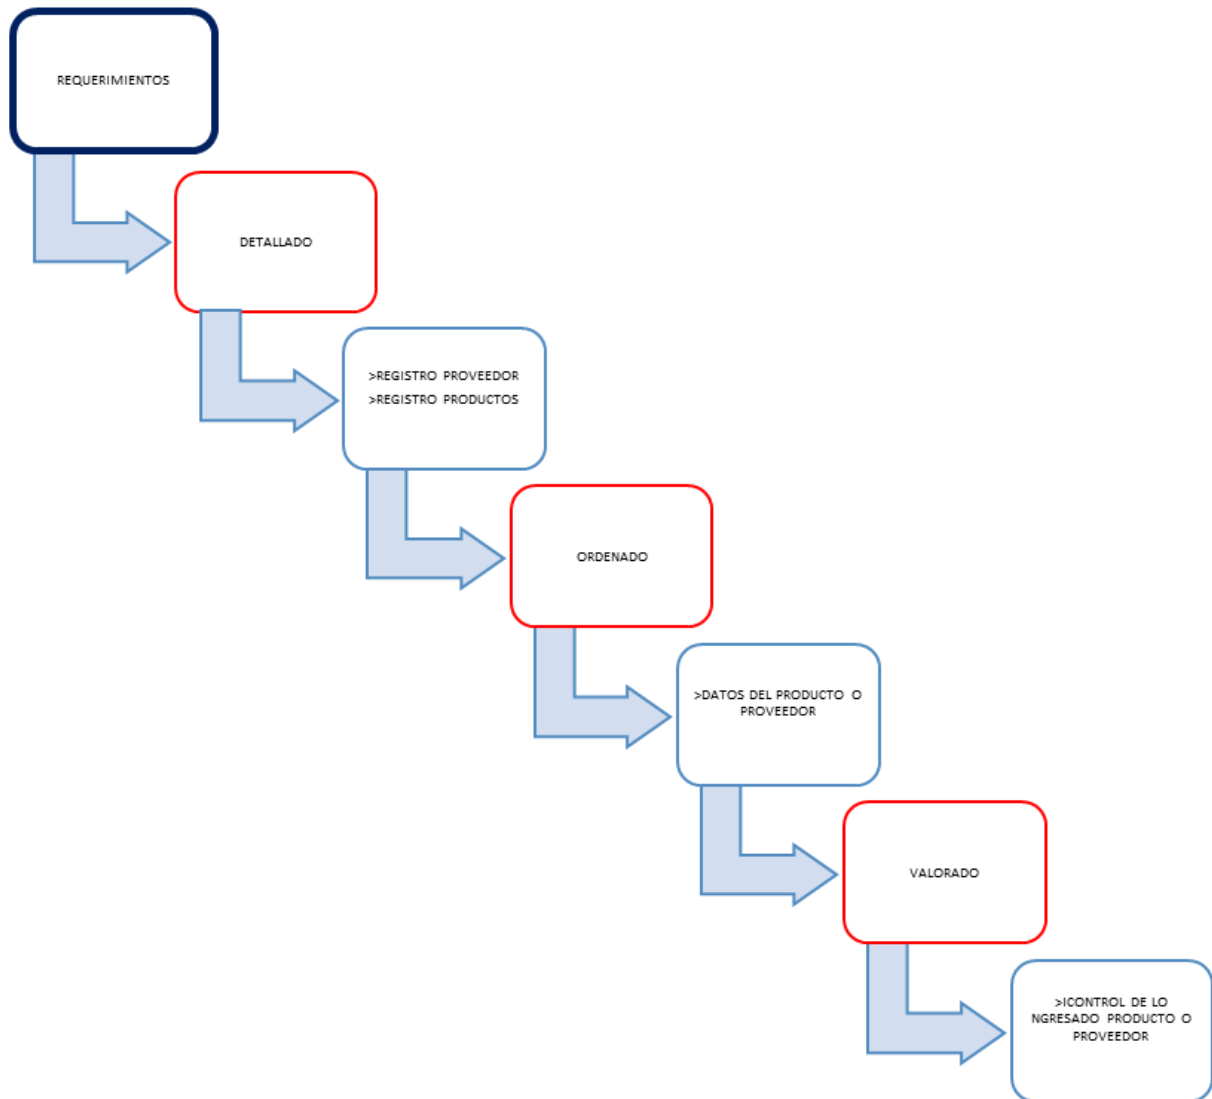 REQUERIMIENTOS
DETALLADO
>REGISTRO PROVEEDOR
>REGISTRO PRODUCTOS
ORDENADO
>DATOS DEL PRODUCTO O
PROVEEDOR
VALORADO
>ICONTROL DE LO
NGRESADO PRODUCTO O
PROVEEDOR